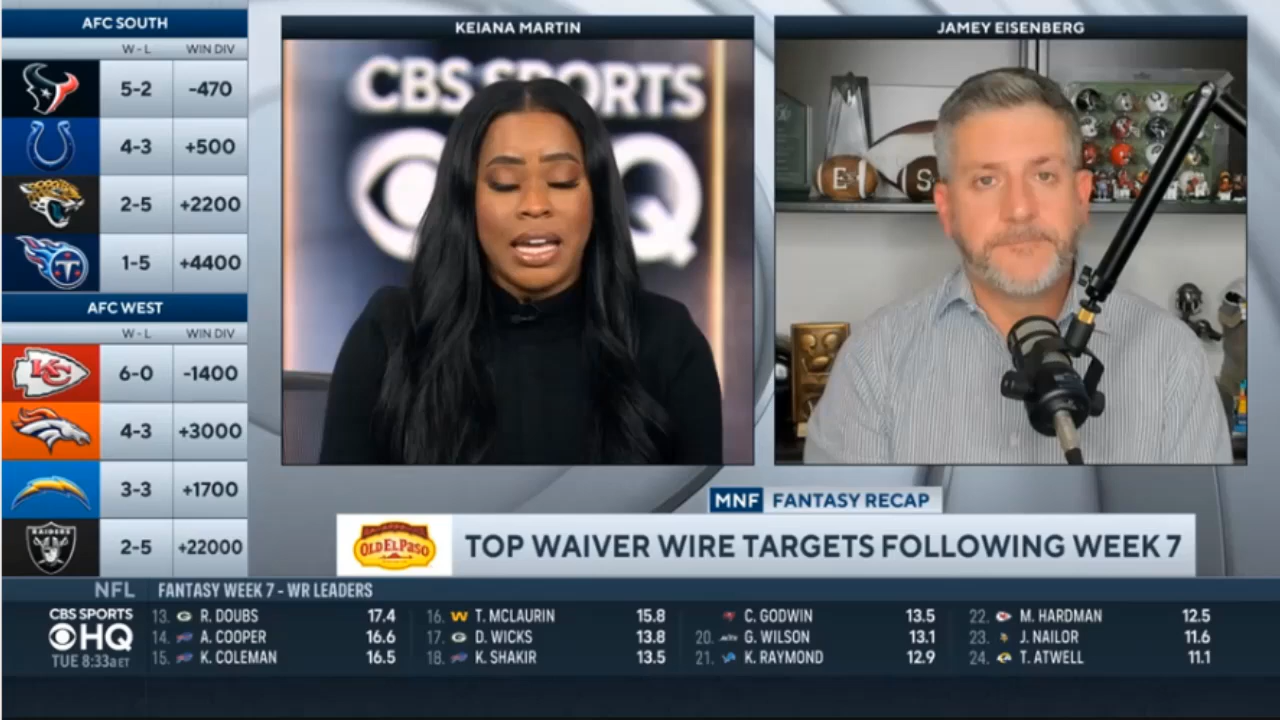 AFC SOUTH
W - L WIN DIV
5-2 -470
4-3 +500
2-5 +2200
1-5 +4400
AFC WEST
W - L WIN DIV
KC 6-0 -1400
4-3 +3000
3-3 +1700
RAIDERS 2-5 +22000
KEIANA MARTIN
JAMEY EISENBERG
CBS SPORTS
HQ
E S
MNF FANTASY RECAP
OLD EL PASO
TOP WAIVER WIRE TARGETS FOLLOWING WEEK 7
NFL FANTASY WEEK 7 - WR LEADERS
CBS SPORTS
HQ
TUE 8:33a ET
13. R. DOUBS 17.4 16. T. MCLAURIN 15.8 C. GODWIN 13.5 22. M. HARDMAN 12.5
14. A. COOPER 16.6 17. D. WICKS 13.8 20. G. WILSON 13.1 23. J. NAILOR 11.6
15. K. COLEMAN 16.5 18. K. SHAKIR 13.5 21. K. RAYMOND 12.9 24. T. ATWELL 11.1